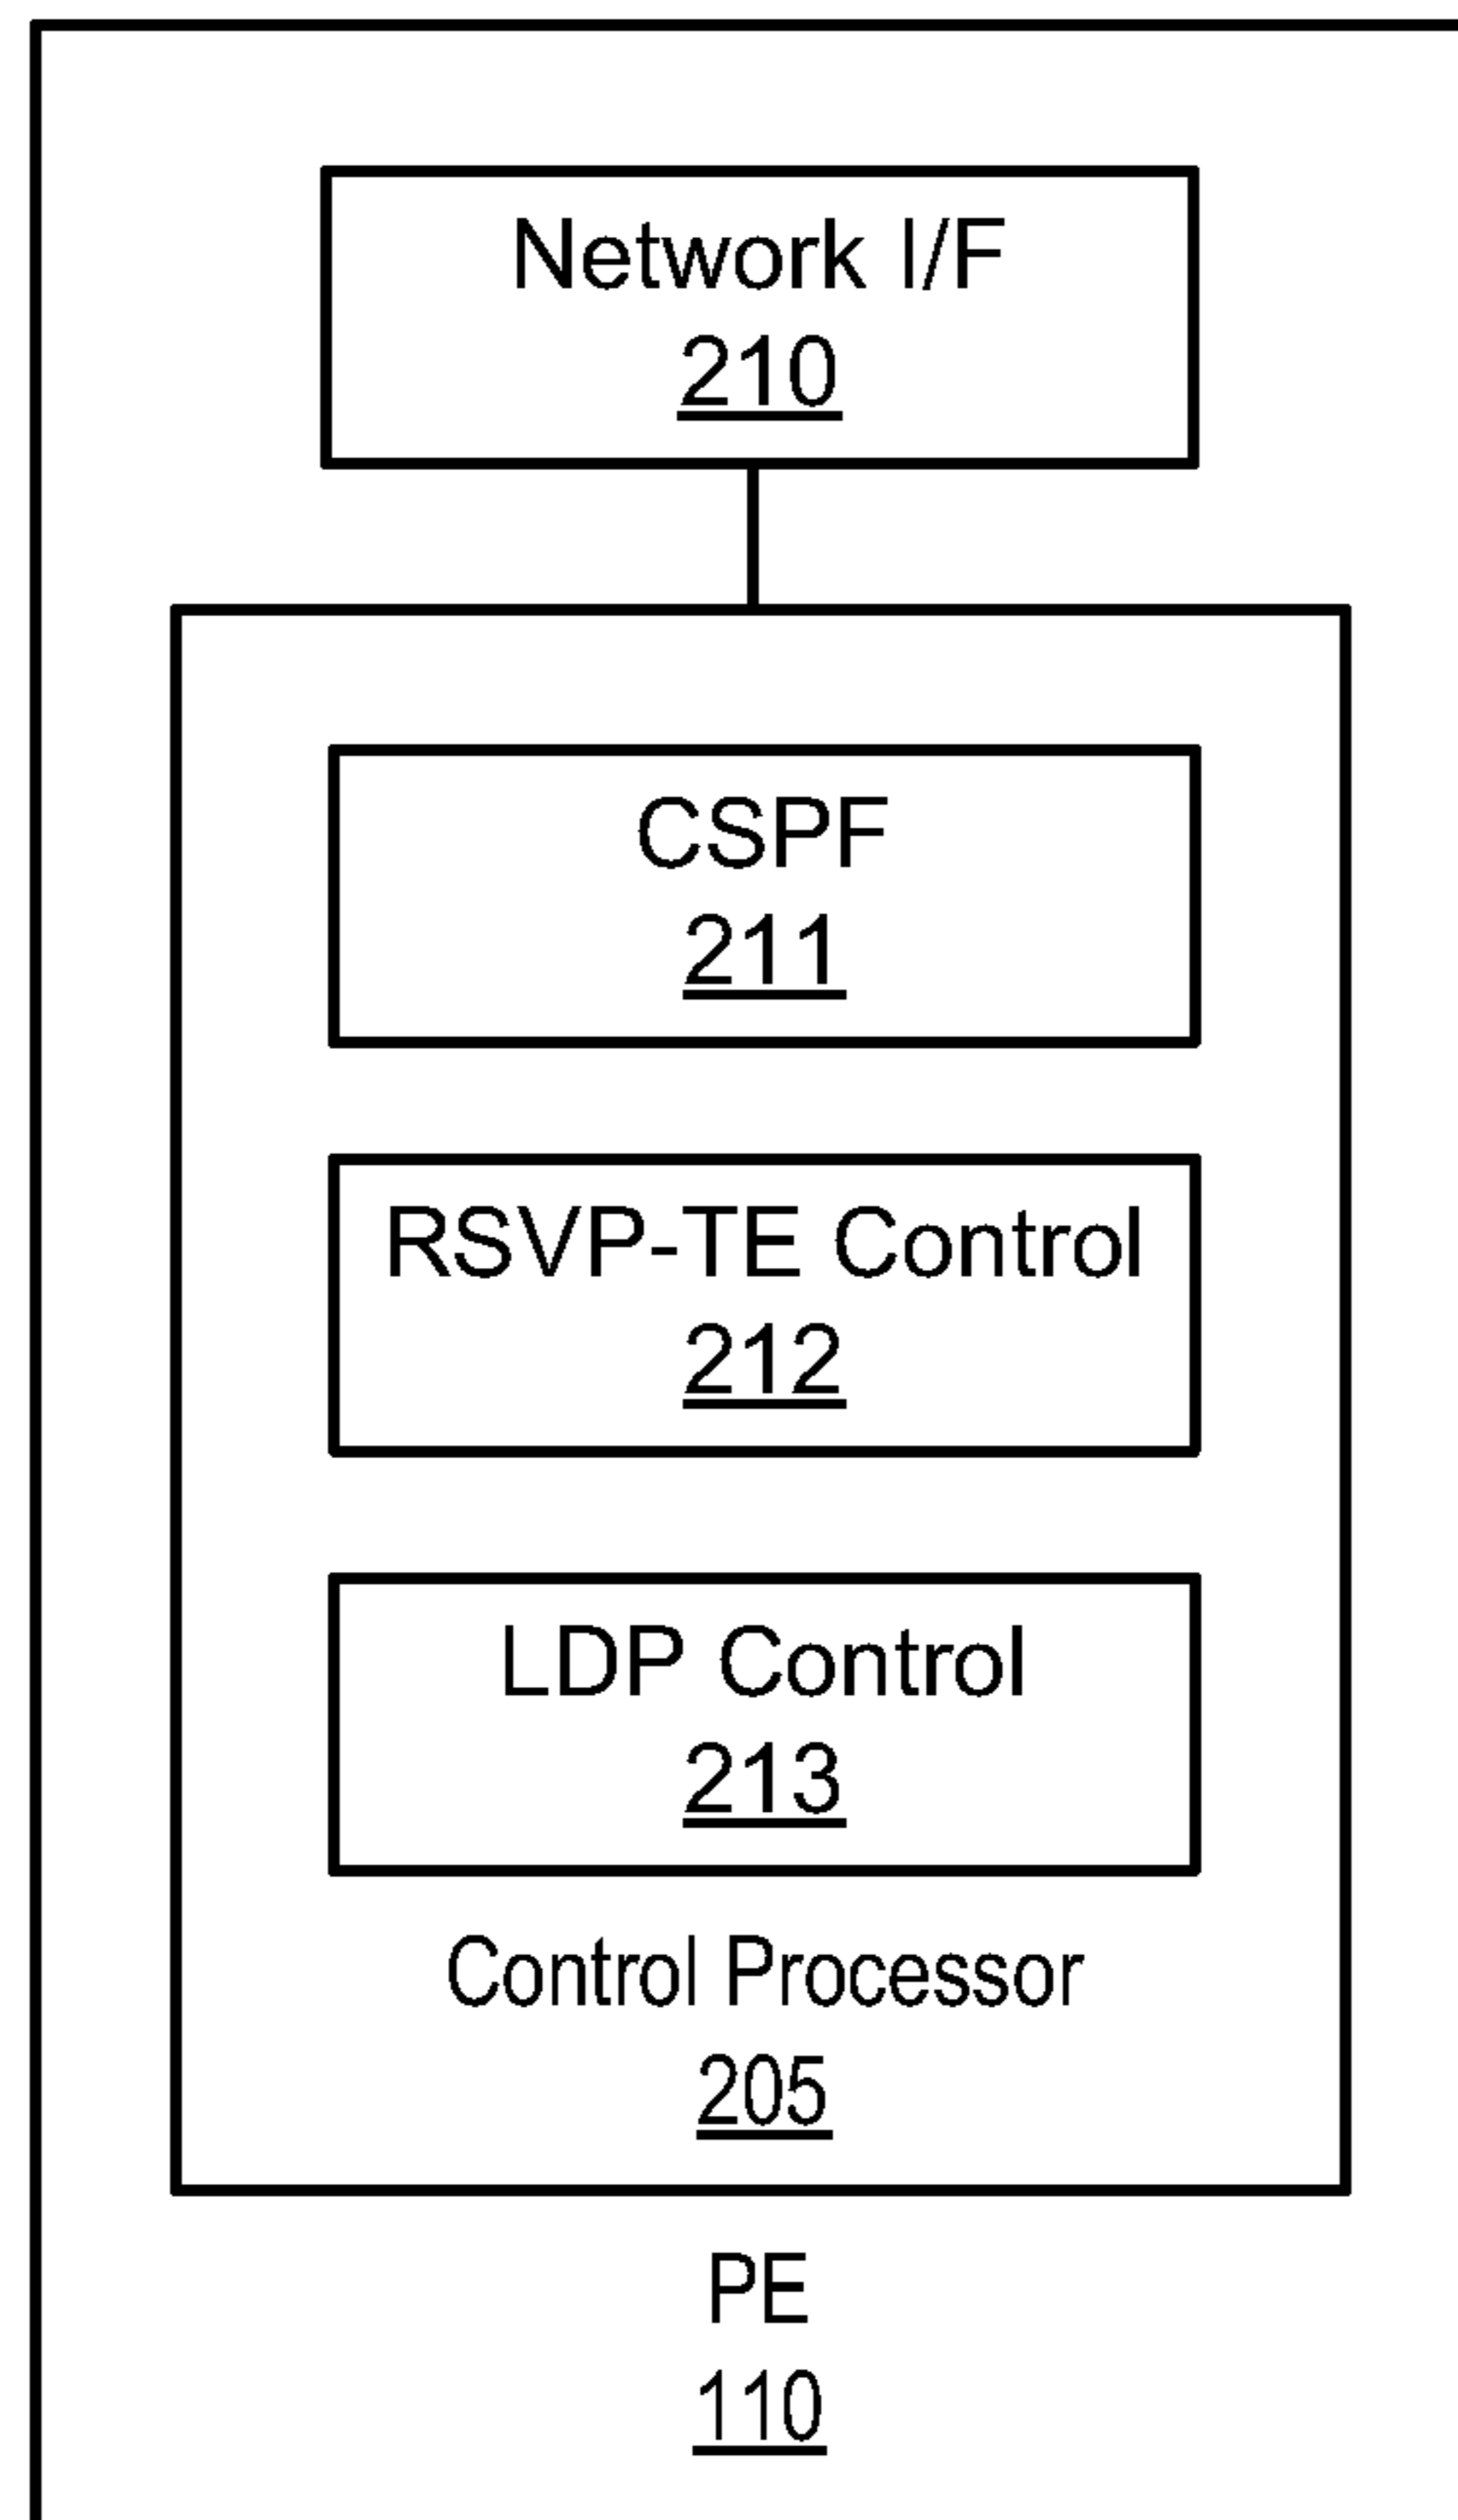 Network I/F
210
CSPF
211
RSVP-TE Control
212
LDP Control
213
Control Processor
205
PE
110